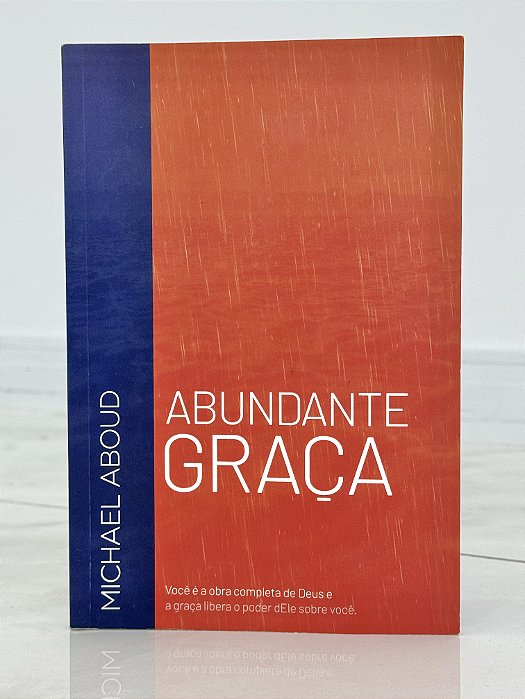 MICHAEL ABOUD
ABUNDANTE
GRAÇA
Você é a obra completa de Deus e
a graça libera o poder dEle sobre você.